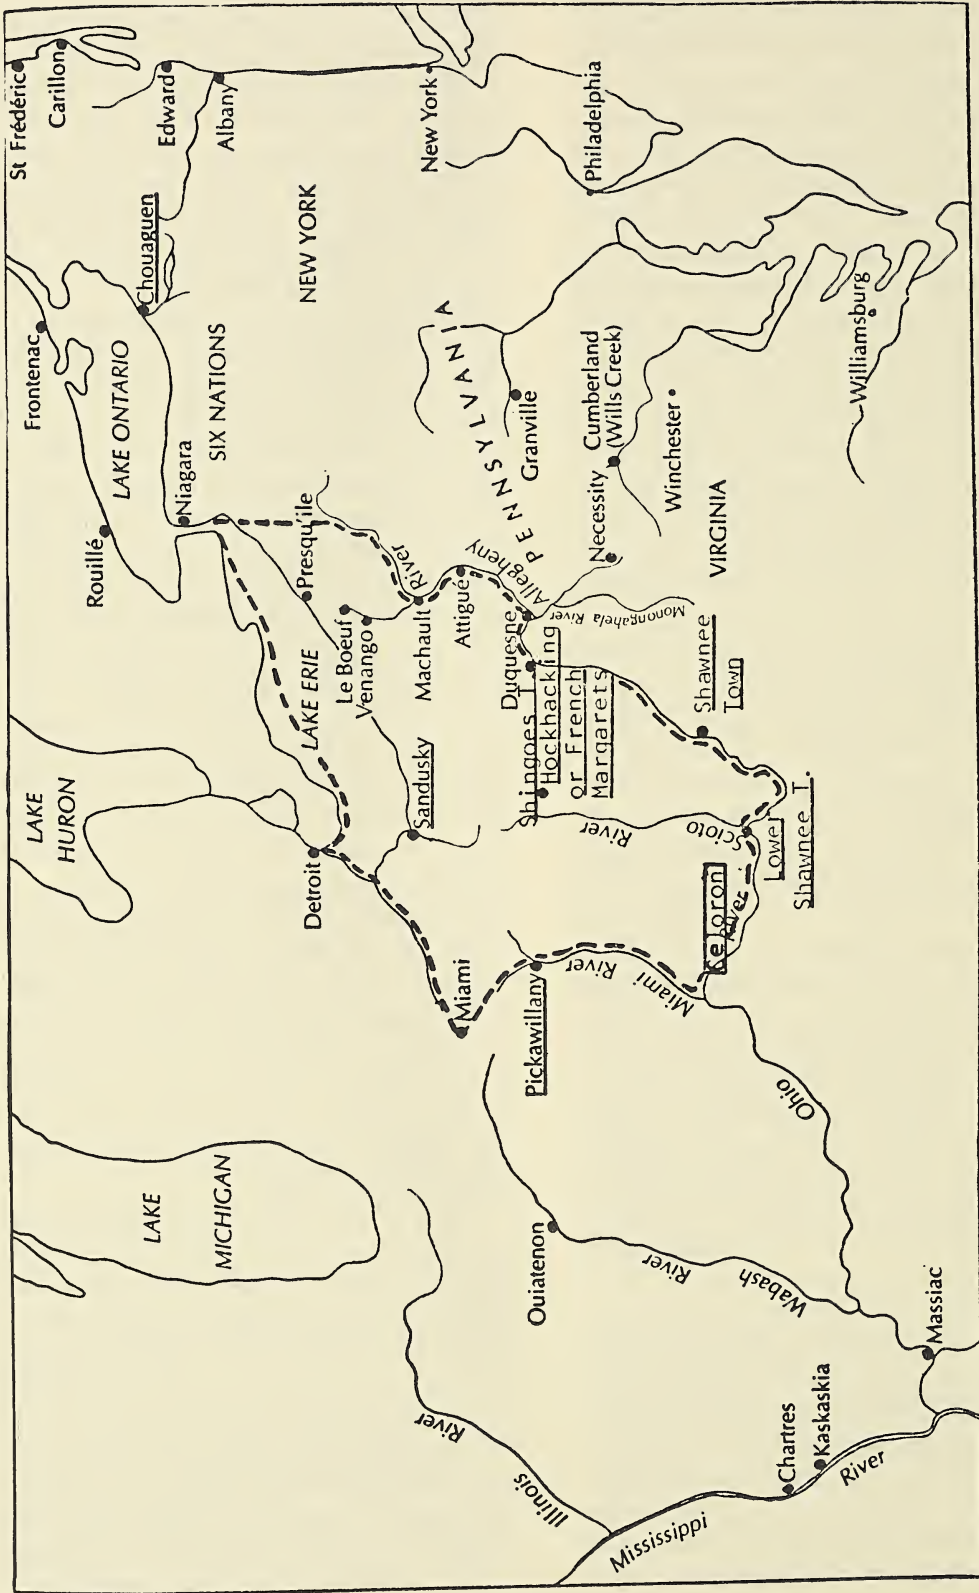 St Frédéric
Carillon
Edward
Albany
New York
Philadelphia
Chouaguen
NEW YORK
Frontenac
LAKE ONTARIO
SIX NATIONS
Niagara
Rouillé
PENNSYLVANIA
Granville
Cumberland
(Wills Creek)
Winchester
Williamsburg
VIRGINIA
Necessity
Presqu'ile
Le Boeuf
Venango
Machault
River
Attigué
Allegheny
Duquesne
Monongahela River
Shingoes T.
Hockhacking
or French
Margarets
Shawnee
Town
LAKE ERIE
LAKE
HURON
Detroit
Sandusky
Scioto
River
Lower
Shawnee T.
Celoron
River
Miami
Pickawillany
Miami
River
Ohio
LAKE
MICHIGAN
Ouiatenon
Wabash
River
Massiac
Illinois
River
Chartres
Kaskaskia
Mississippi
River